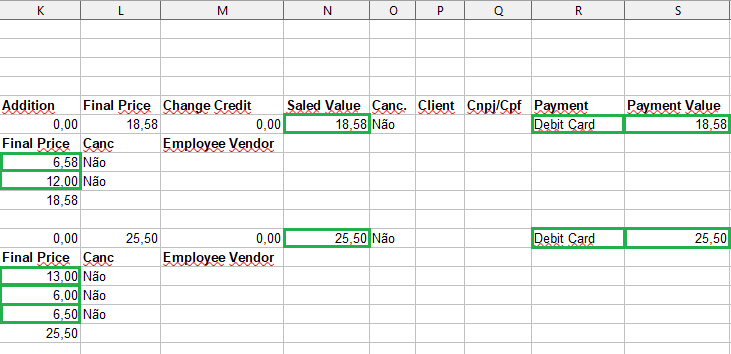 K L M N O P Q R S
Addition Final Price Change Credit Saled Value Canc. Client Cnpj/Cpf Payment Payment Value
0,00 18,58 0,00 18,58 Não Debit Card 18,58
Final Price Canc Employee Vendor
6,58 Não
12,00 Não
18,58
0,00 25,50 0,00 25,50 Não Debit Card 25,50
Final Price Canc Employee Vendor
13,00 Não
6,00 Não
6,50 Não
25,50